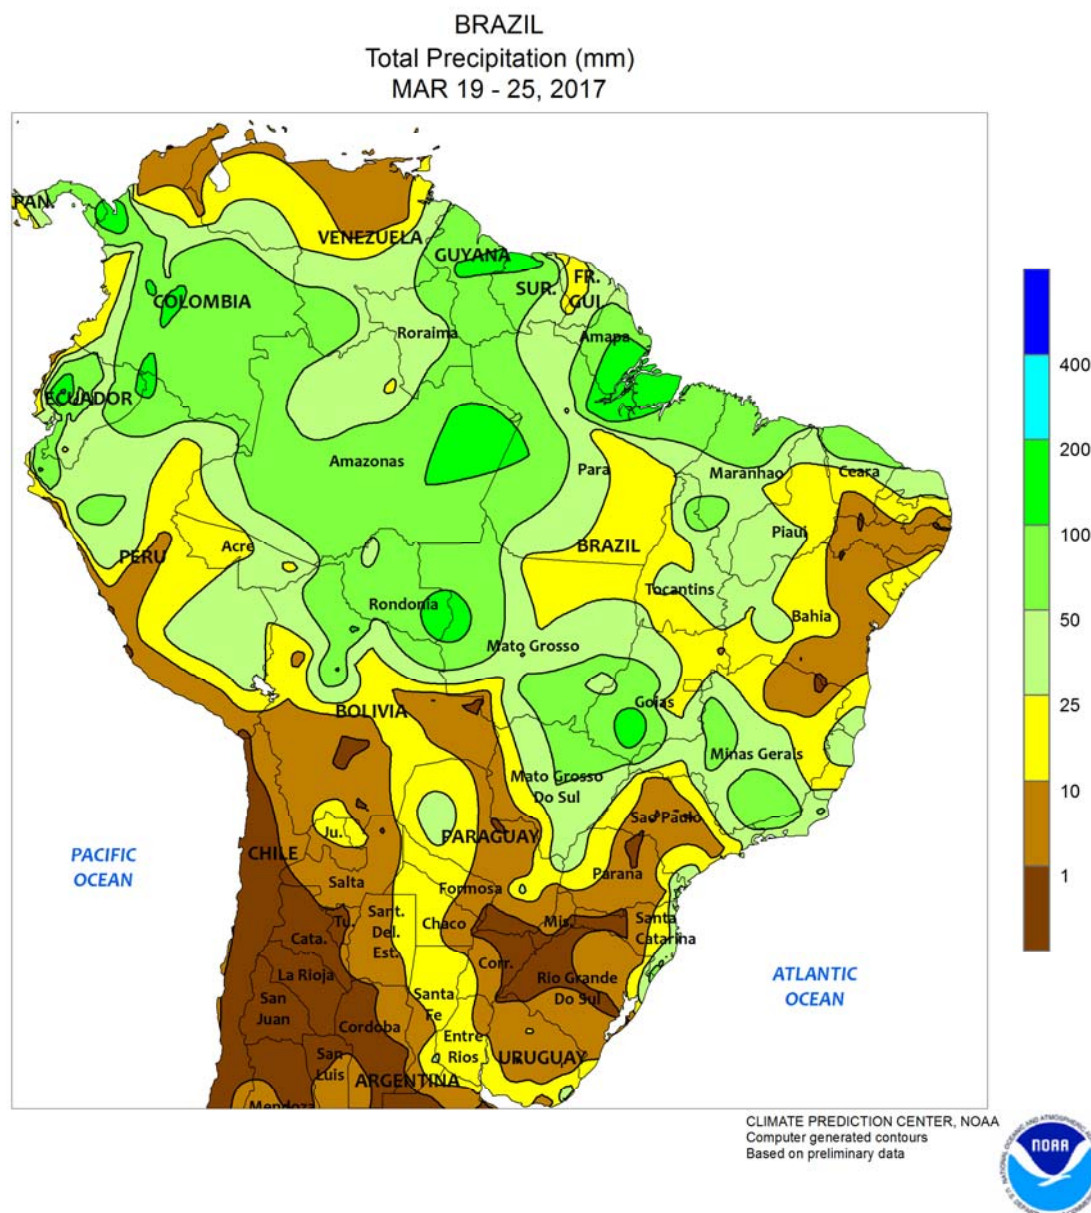 BRAZIL
Total Precipitation (mm)
MAR 19 - 25, 2017
PAN.
VENEZUELA
GUYANA
SUR.
FR.
GUI.
COLOMBIA
Roraima
Amapa
ECUADOR
Amazonas
Para
Maranhao
Ceara
PERU
Acre
BRAZIL
Piaui
Tocantins
Rondonia
Bahia
Mato Grosso
BOLIVIA
Goias
Minas Gerais
Mato Grosso
Do Sul
Sao Paulo
Ju.
PARAGUAY
CHILE
PACIFIC
OCEAN
Salta
Formosa
Parana
Tu.
Sant.
Del.
Est.
Chaco
Mis.
Santa
Catarina
Cata.
Corr.
La Rioja
Rio Grande
Do Sul
San
Juan
Santa
Fe
Cordoba
Entre
Rios
URUGUAY
San
Luis
ARGENTINA
Mendoza
ATLANTIC
OCEAN
400
200
100
50
25
10
1
CLIMATE PREDICTION CENTER, NOAA
Computer generated contours
Based on preliminary data
NOAA